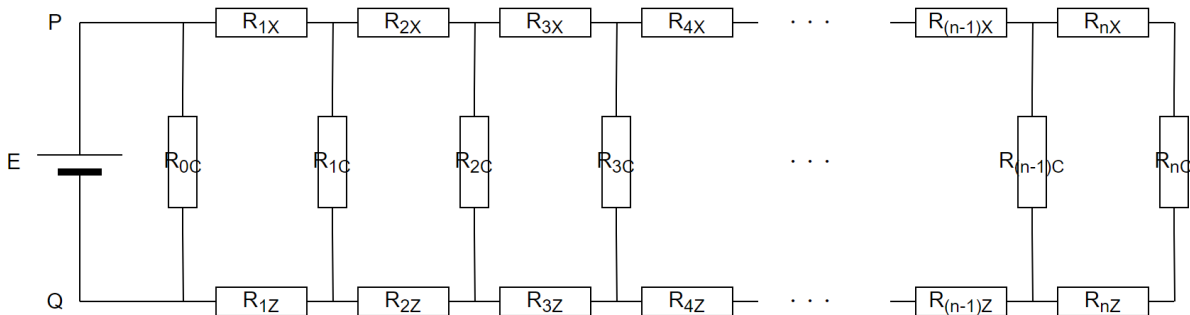 P R1X R2X R3X R4X · · · R(n-1)X RnX
E R0C R1C R2C R3C · · · R(n-1)C RnC
Q R1Z R2Z R3Z R4Z · · · R(n-1)Z RnZ